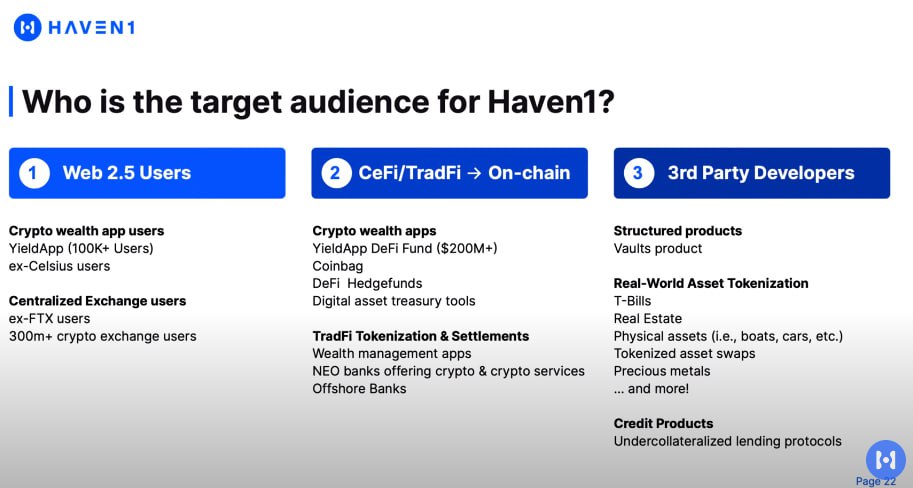 HAVEN1
Who is the target audience for Haven1?
1 Web 2.5 Users
Crypto wealth app users
YieldApp (100K+ Users)
ex-Celsius users
Centralized Exchange users
ex-FTX users
300m+ crypto exchange users
2 CeFi/TradFi → On-chain
Crypto wealth apps
YieldApp DeFi Fund ($200M+)
Coinbag
DeFi Hedgefunds
Digital asset treasury tools
TradFi Tokenization & Settlements
Wealth management apps
NEO banks offering crypto & crypto services
Offshore Banks
3 3rd Party Developers
Structured products
Vaults product
Real-World Asset Tokenization
T-Bills
Real Estate
Physical assets (i.e., boats, cars, etc.)
Tokenized asset swaps
Precious metals
... and more!
Credit Products
Undercollateralized lending protocols
Page 22